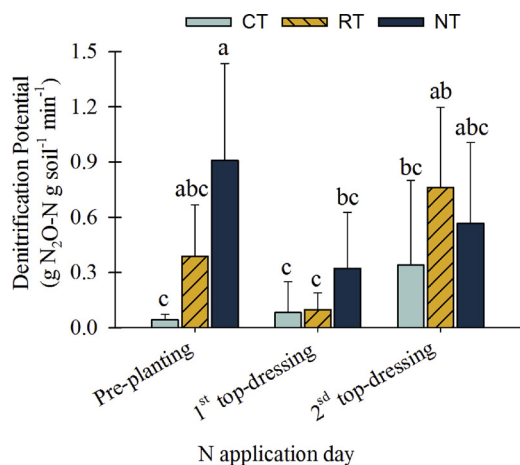 CT RT NT
Denitrification Potential
(g N₂O-N g soil⁻¹ min⁻¹)
1.5
1.2
0.9
0.6
0.3
0.0
c abc a
c c bc
bc ab abc
Pre-planting
1ˢᵗ top-dressing
2ˢᵈ top-dressing
N application day